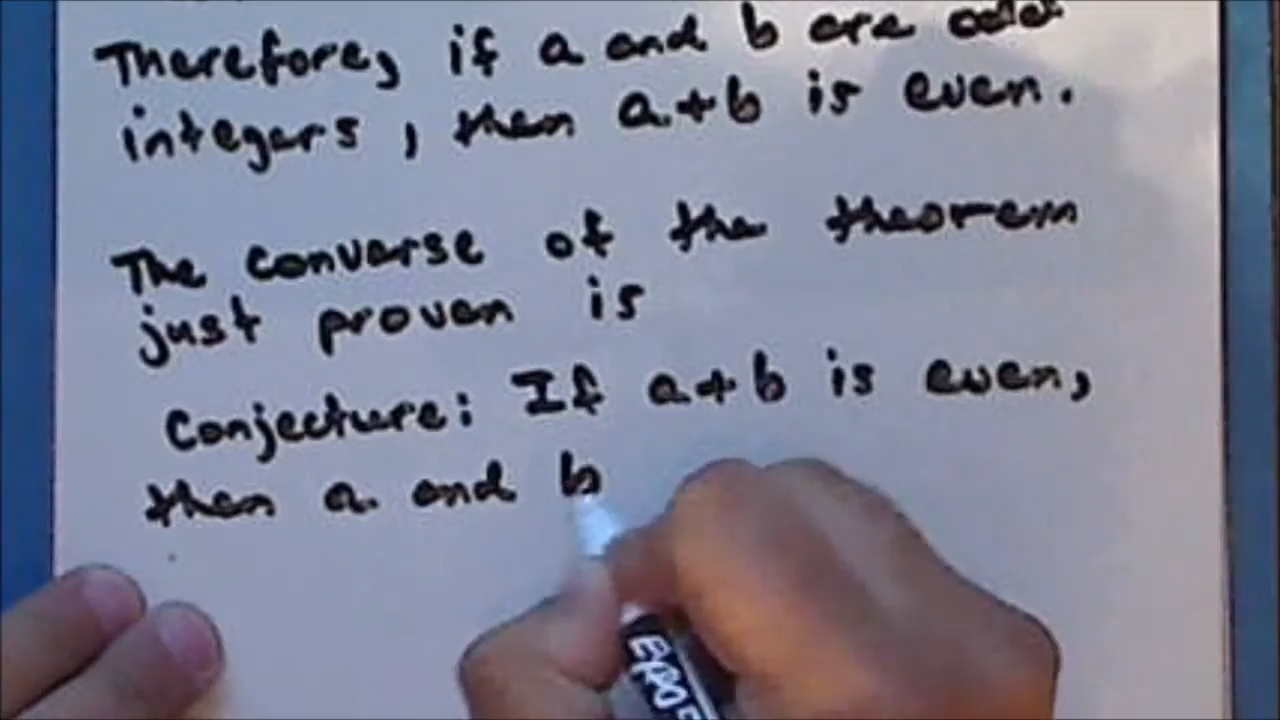 Therefore, if a and b are odd
integers, then a+b is even.
The converse of the theorem
just proven is
Conjecture: If a+b is even,
then a and b
EXPO